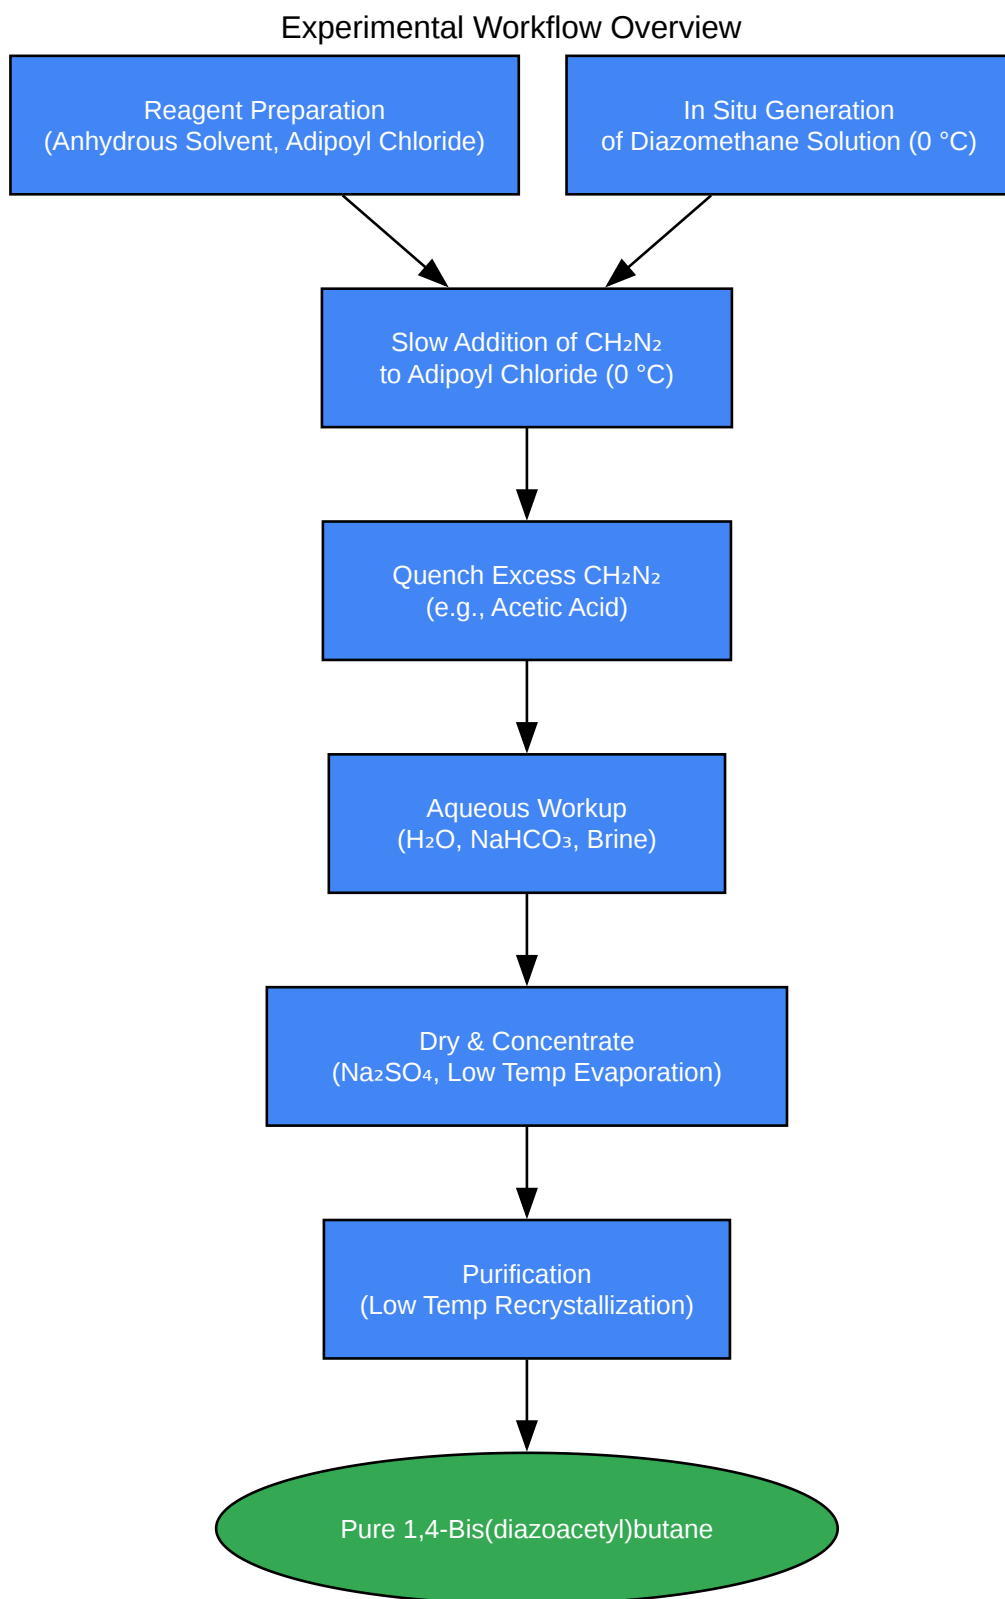 Experimental Workflow Overview
Reagent Preparation
(Anhydrous Solvent, Adipoyl Chloride)
In Situ Generation
of Diazomethane Solution (0 °C)
Slow Addition of CH₂N₂
to Adipoyl Chloride (0 °C)
Quench Excess CH₂N₂
(e.g., Acetic Acid)
Aqueous Workup
(H₂O, NaHCO₃, Brine)
Dry & Concentrate
(Na₂SO₄, Low Temp Evaporation)
Purification
(Low Temp Recrystallization)
Pure 1,4-Bis(diazoacetyl)butane